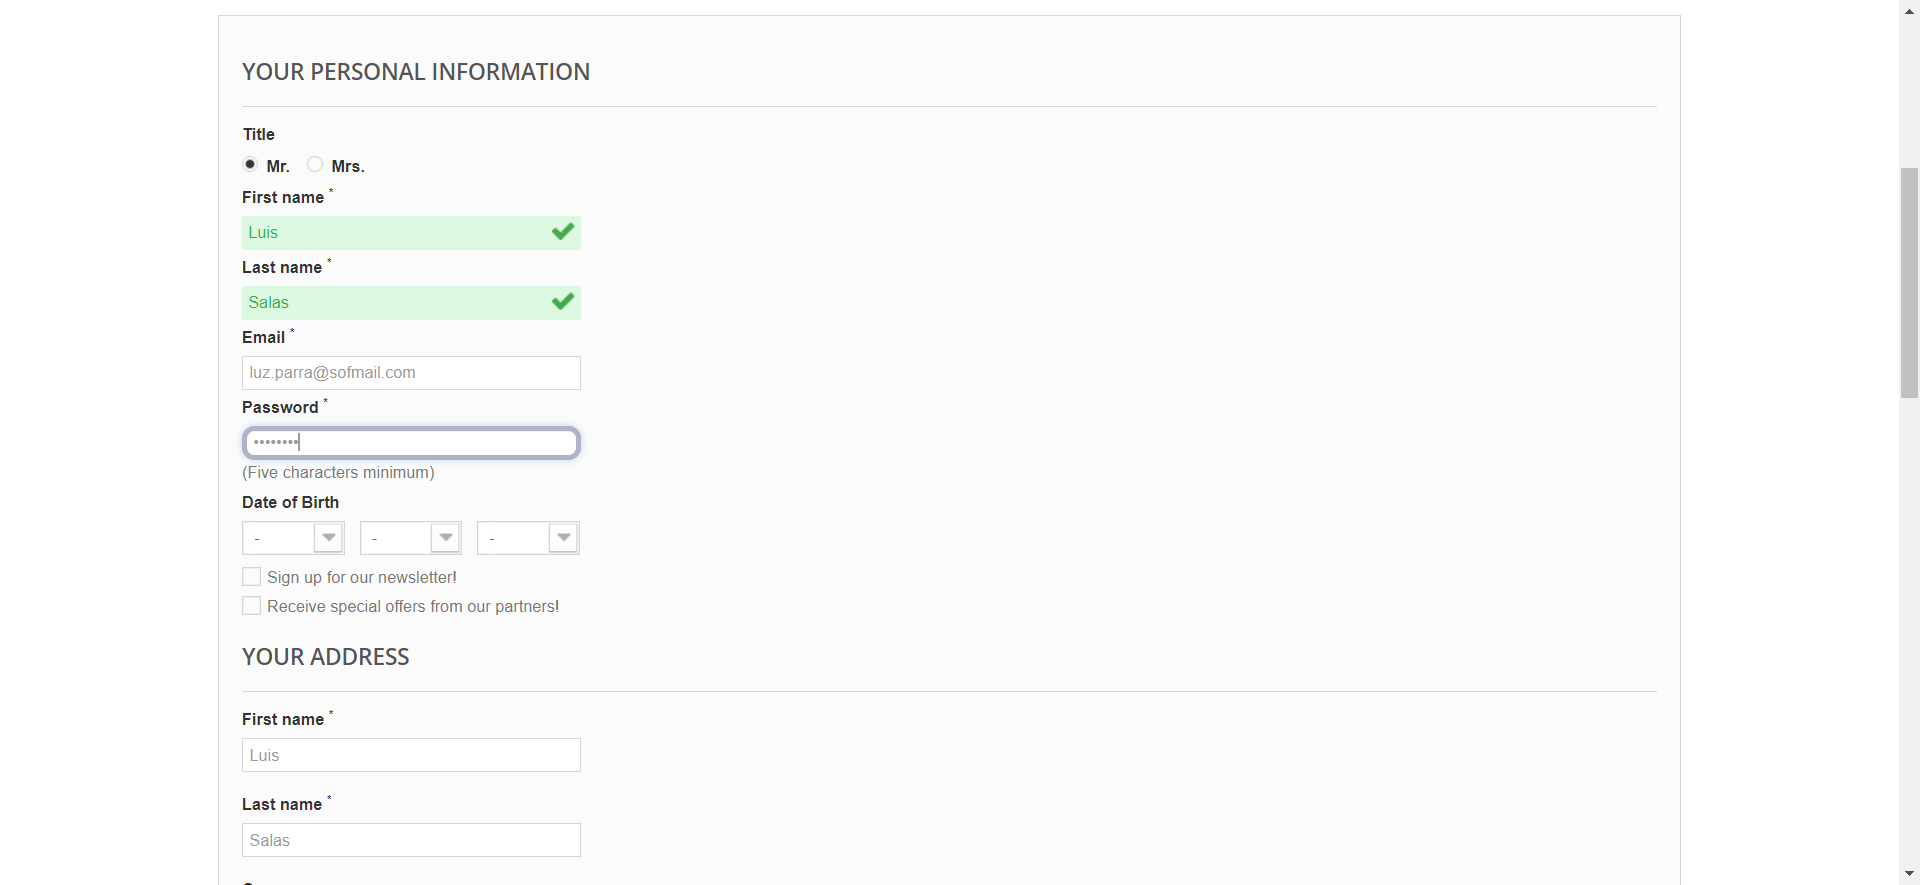 YOUR PERSONAL INFORMATION
Title
Mr. Mrs.
First name *
Luis
Last name *
Salas
Email *
luz.parra@sofmail.com
Password *
••••••••
(Five characters minimum)
Date of Birth
- - -
Sign up for our newsletter!
Receive special offers from our partners!
YOUR ADDRESS
First name *
Luis
Last name *
Salas